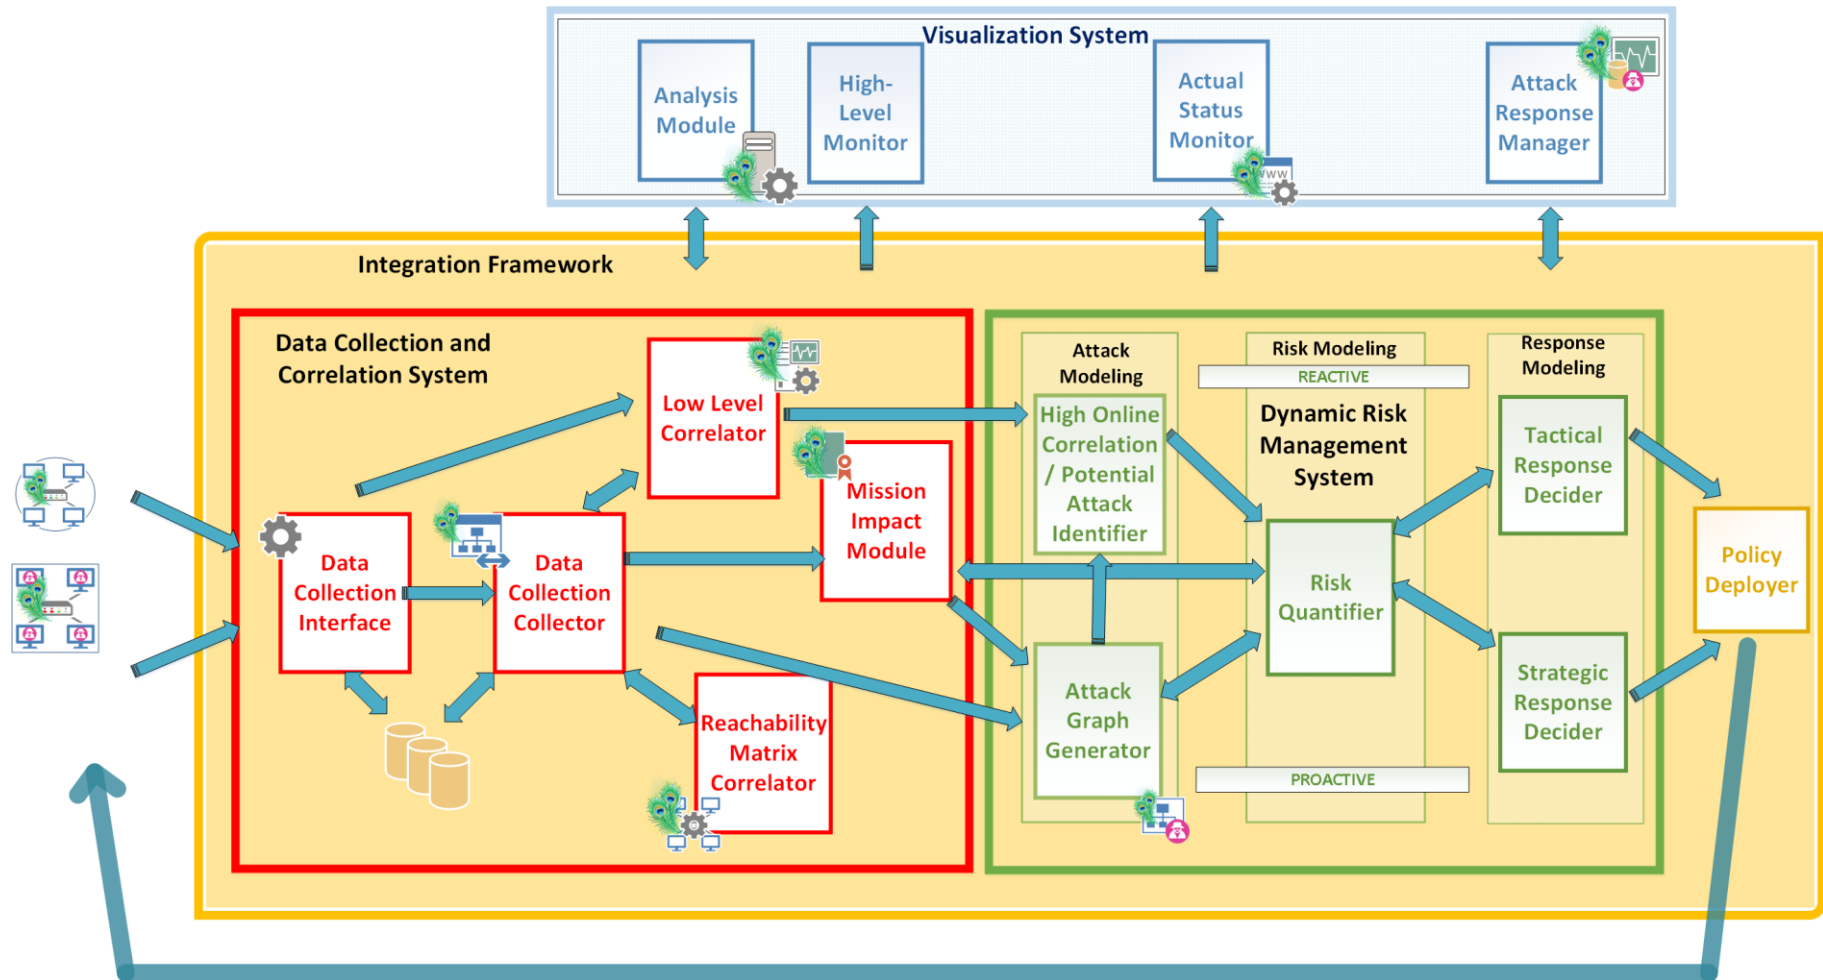 Visualization System
Analysis
Module
High-
Level
Monitor
Actual
Status
Monitor
WWW
Attack
Response
Manager
Integration Framework
Data Collection and
Correlation System
Low Level
Correlator
Mission
Impact
Module
Data
Collection
Interface
Data
Collection
Collector
Reachability
Matrix
Correlator
Attack
Modeling
Risk Modeling
Response
Modeling
REACTIVE
High Online
Correlation
/ Potential
Attack
Identifier
Dynamic Risk
Management
System
Tactical
Response
Decider
Risk
Quantifier
Policy
Deployer
Attack
Graph
Generator
Strategic
Response
Decider
PROACTIVE